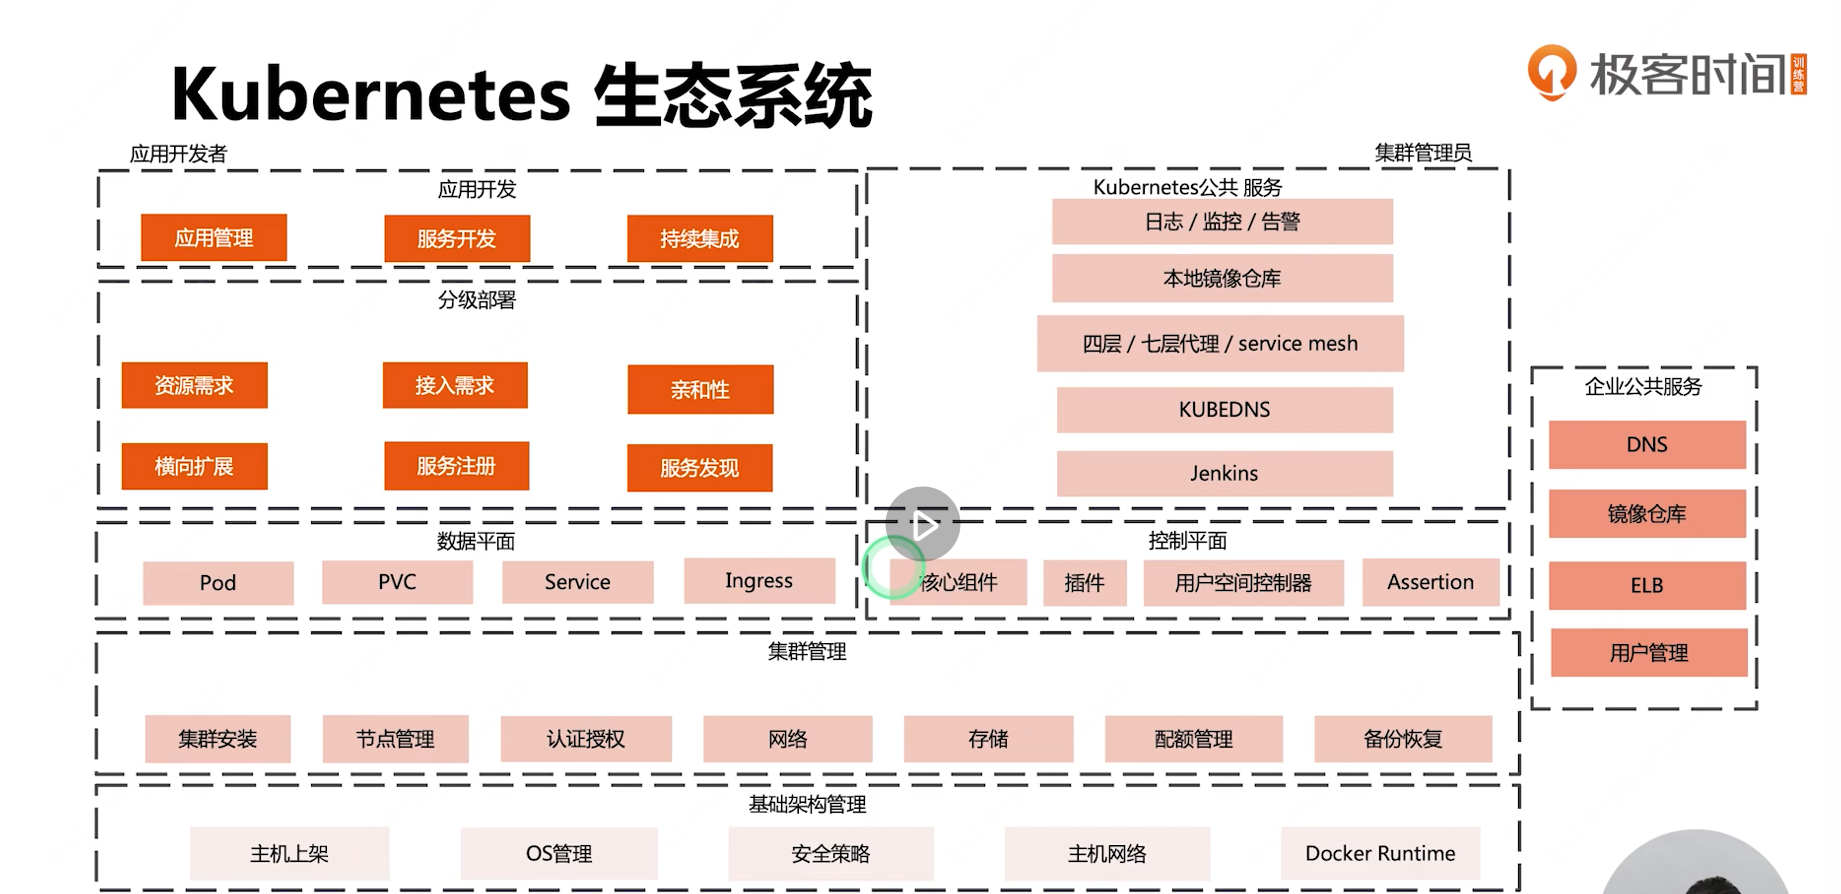 Kubernetes 生态系统
极客时间
训练营
应用开发者
集群管理员
应用开发
应用管理
服务开发
持续集成
分级部署
资源需求
接入需求
亲和性
横向扩展
服务注册
服务发现
Kubernetes公共 服务
日志 / 监控 / 告警
本地镜像仓库
四层 / 七层代理 / service mesh
KUBEDNS
Jenkins
企业公共服务
DNS
镜像仓库
ELB
用户管理
数据平面
Pod
PVC
Service
Ingress
控制平面
核心组件
插件
用户空间控制器
Assertion
集群管理
集群安装
节点管理
认证授权
网络
存储
配额管理
备份恢复
基础架构管理
主机上架
OS管理
安全策略
主机网络
Docker Runtime